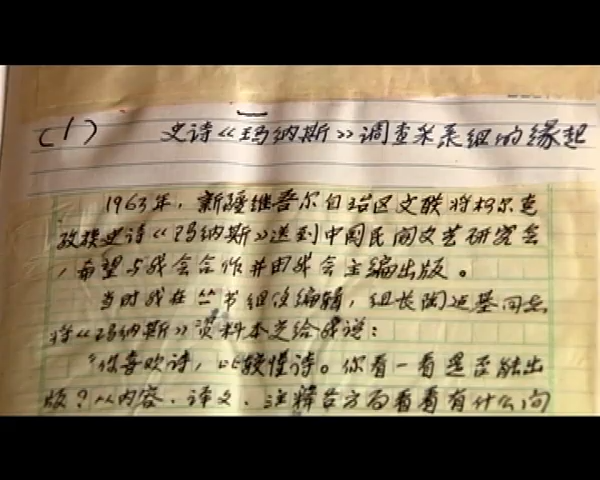 (1) 史诗《玛纳斯》调查采录组的缘起
1963年，新疆维吾尔自治区文联将柯尔克
孜族史诗《玛纳斯》送到中国民间文艺研究会
，希望与我会合作并由我会主编出版。
当时我在丛书组做编辑，组长陶建基同志
将《玛纳斯》资料本交给我说：
“你喜欢诗，比较懂诗。你看一看是否能出
版？从内容、译文、注释各方面看看有什么问